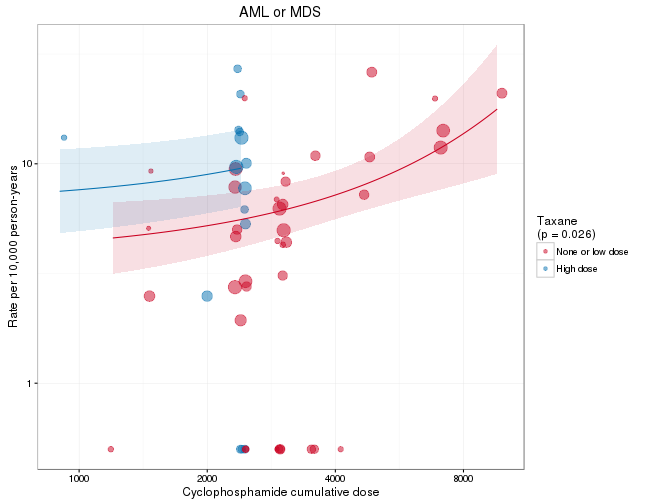 AML or MDS
Rate per 10,000 person-years
10
1
1000
2000
4000
8000
Cyclophosphamide cumulative dose
Taxane
(p = 0.026)
None or low dose
High dose